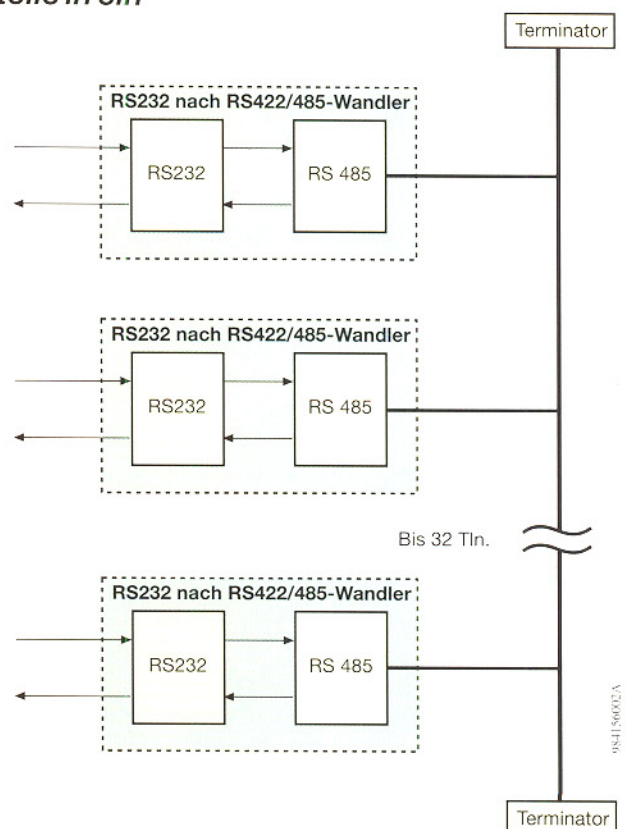 Terminator
RS232 nach RS422/485-Wandler
RS232
RS 485
RS232 nach RS422/485-Wandler
RS232
RS 485
Bis 32 Tln.
RS232 nach RS422/485-Wandler
RS232
RS 485
984156002A
Terminator